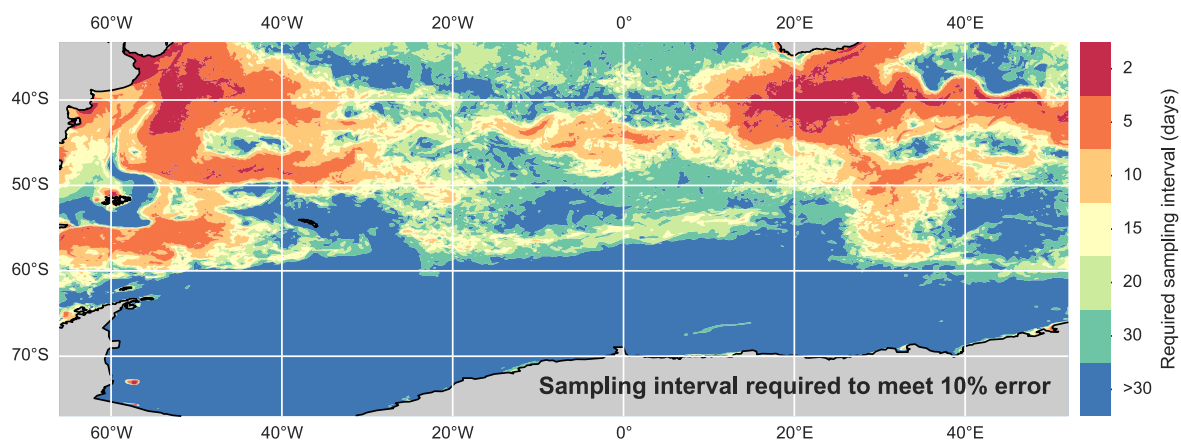 60°W 40°W 20°W 0° 20°E 40°E
40°S
50°S
60°S
70°S
2
5
10
15
20
30
>30
Required sampling interval (days)
Sampling interval required to meet 10% error
60°W 40°W 20°W 0° 20°E 40°E